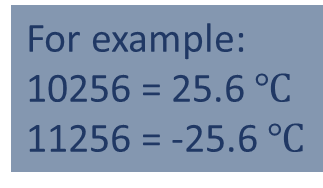 For example:
10256 = 25.6 °C
11256 = -25.6 °C